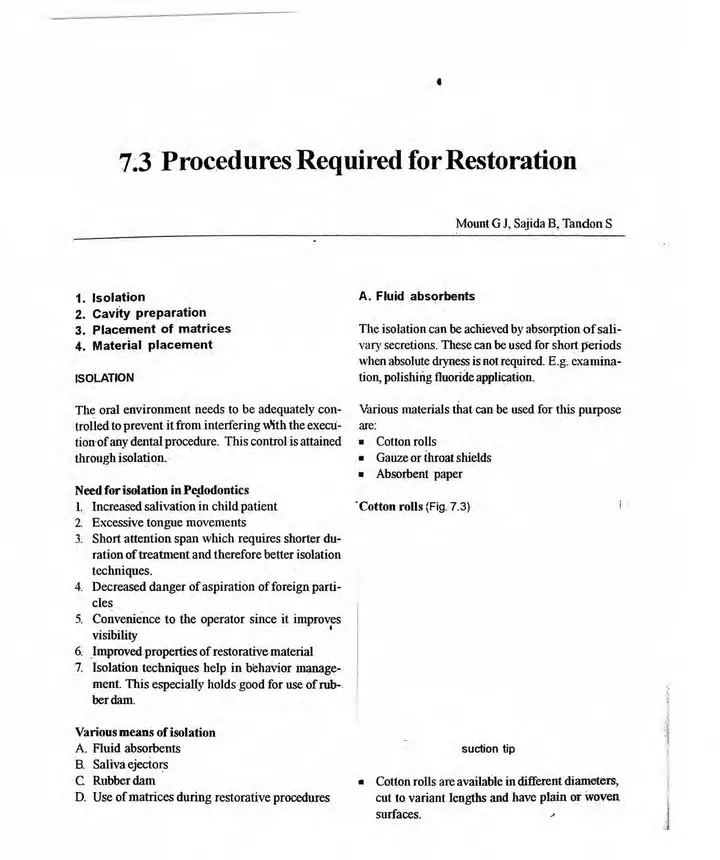 7.3 Procedures Required for Restoration
Mount G J, Sajida B, Tandon S
1. Isolation
2. Cavity preparation
3. Placement of matrices
4. Material placement
ISOLATION
The oral environment needs to be adequately con-
trolled to prevent it from interfering with the execu-
tion of any dental procedure. This control is attained
through isolation.
Need for isolation in Pedodontics
1. Increased salivation in child patient
2. Excessive tongue movements
3. Short attention span which requires shorter du-
ration of treatment and therefore better isolation
techniques.
4. Decreased danger of aspiration of foreign parti-
cles
5. Convenience to the operator since it improves
visibility
6. Improved properties of restorative material
7. Isolation techniques help in behavior manage-
ment. This especially holds good for use of rub-
ber dam.
Various means of isolation
A. Fluid absorbents
B. Saliva ejectors
C. Rubber dam
D. Use of matrices during restorative procedures
A. Fluid absorbents
The isolation can be achieved by absorption of sali-
vary secretions. These can be used for short periods
when absolute dryness is not required. E.g. examina-
tion, polishing fluoride application.
Various materials that can be used for this purpose
are:
▪ Cotton rolls
▪ Gauze or throat shields
▪ Absorbent paper
Cotton rolls (Fig. 7.3)
suction tip
▪ Cotton rolls are available in different diameters,
cut to variant lengths and have plain or woven
surfaces.